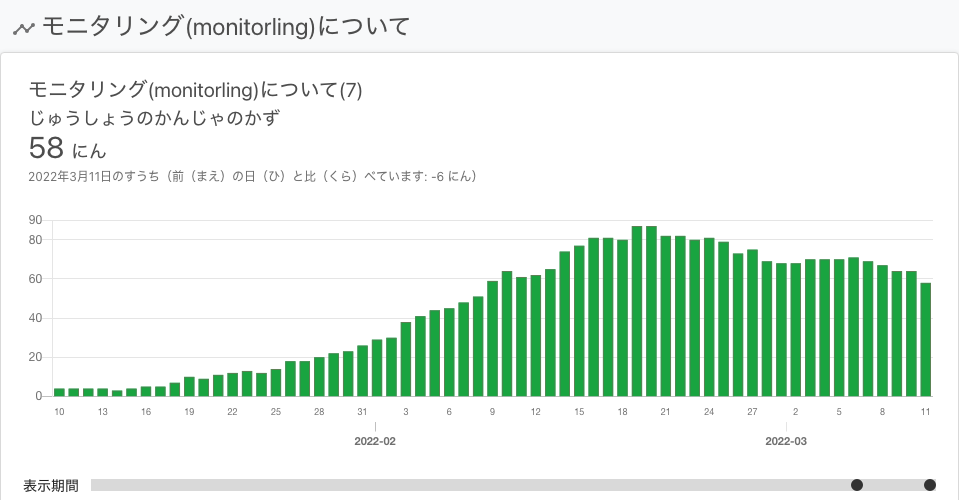 モニタリング(monitorling)について
モニタリング(monitorling)について(7)
じゅうしょうのかんじゃのかず
58 にん
2022年3月11日のすうち（前（まえ）の日（ひ）と比（くら）べています: -6 にん）
90
80
60
40
20
0
10 13 16 19 22 25 28 31 3 6 9 12 15 18 21 24 27 2 5 8 11
2022-02 2022-03
表示期間